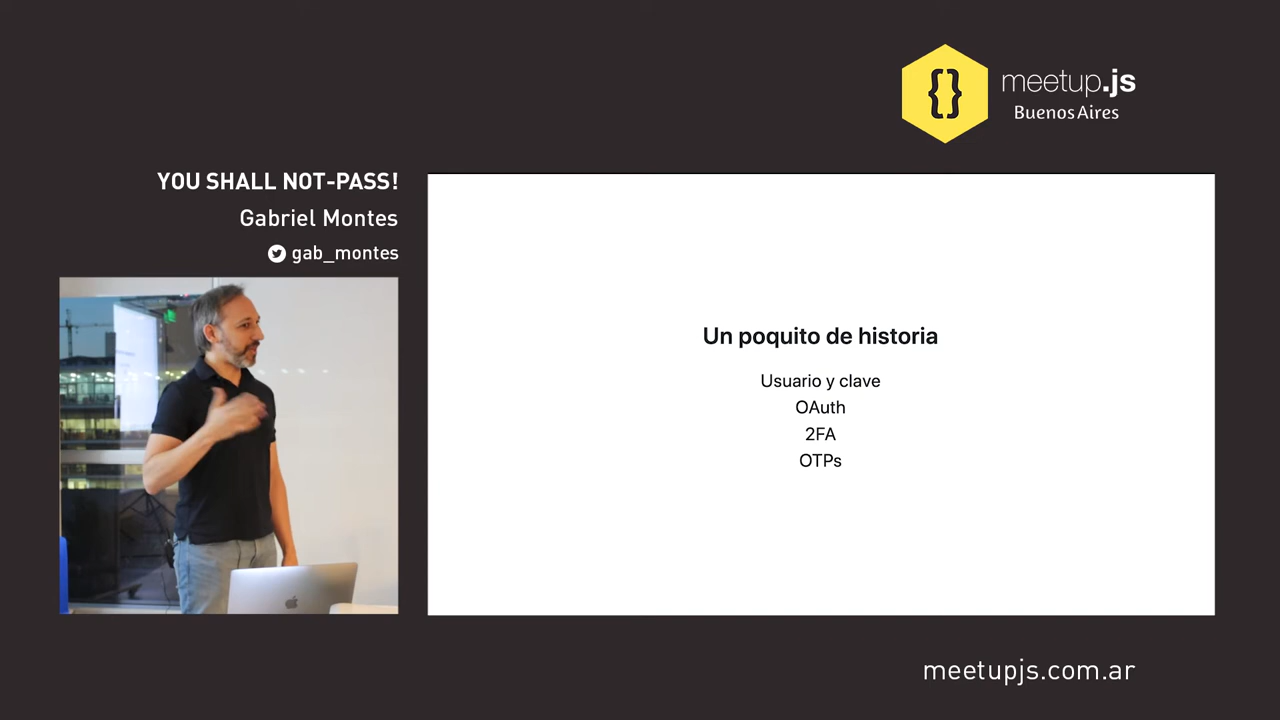 {}
meetup.js
Buenos Aires
YOU SHALL NOT-PASS!
Gabriel Montes
gab_montes
Un poquito de historia
Usuario y clave
OAuth
2FA
OTPs
meetupjs.com.ar